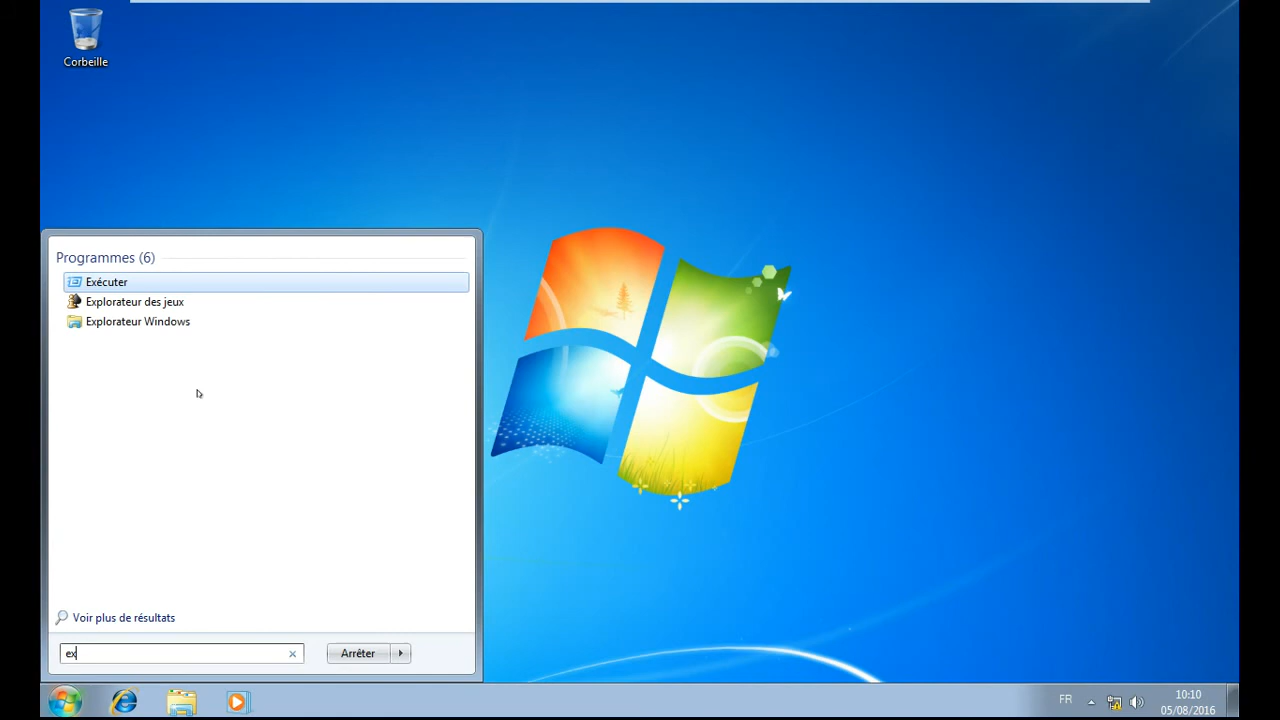 Corbeille
Programmes (6)
Exécuter
Explorateur des jeux
Explorateur Windows
Voir plus de résultats
ex
Arrêter
FR
10:10
05/08/2016